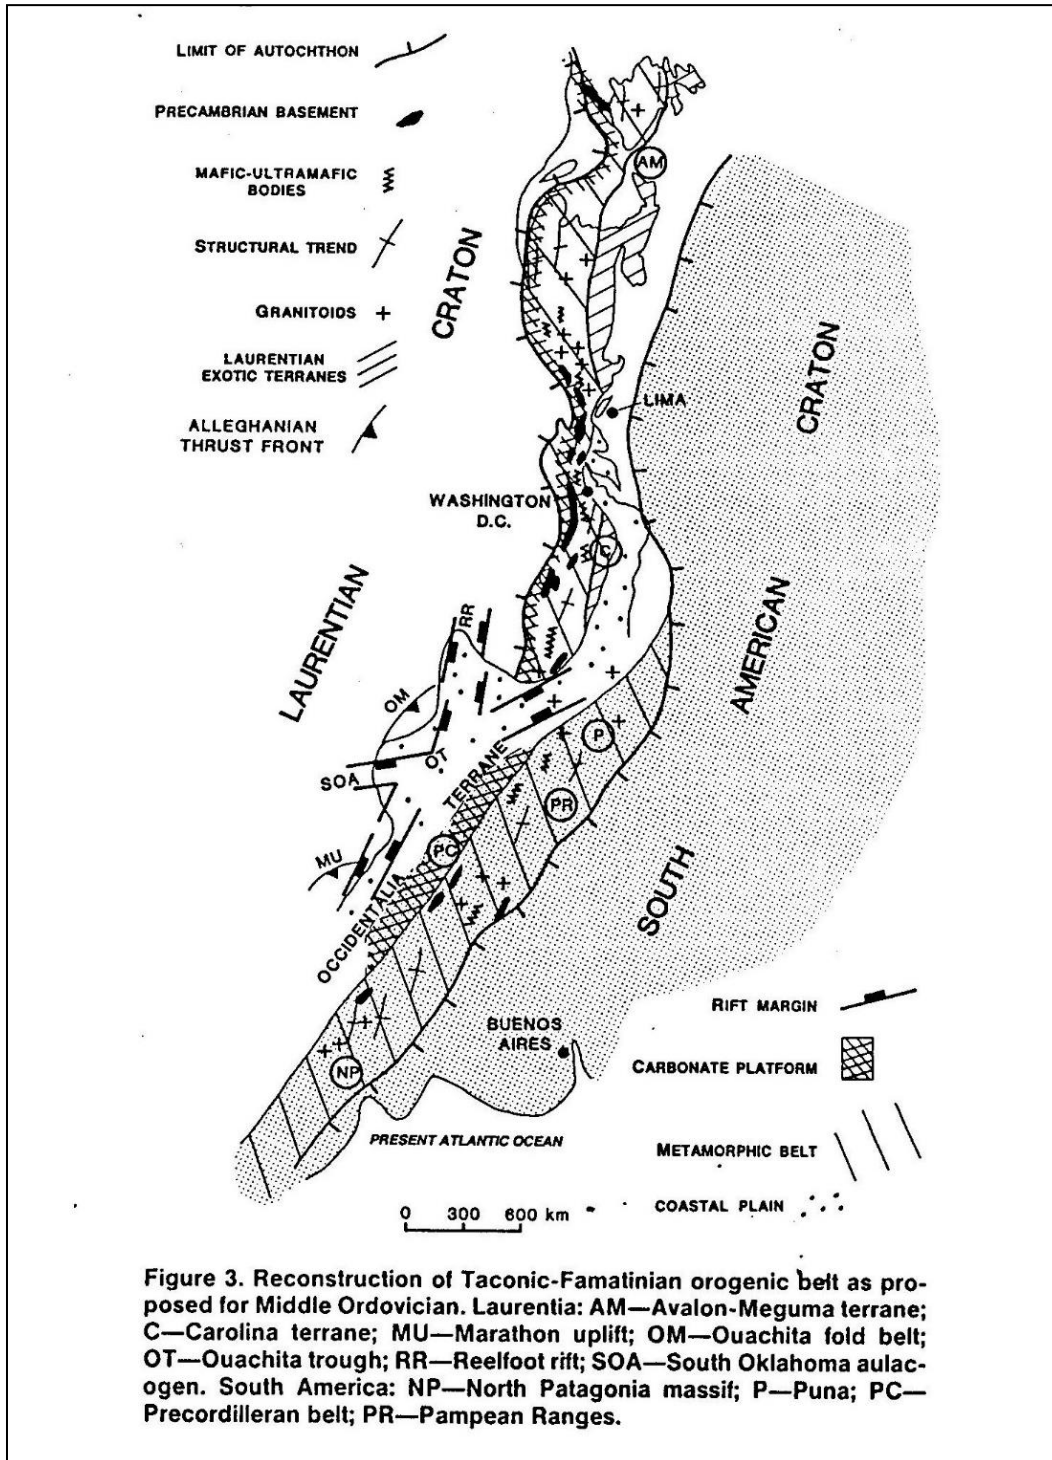 LIMIT OF AUTOCHTHON
PRECAMBRIAN BASEMENT
MAFIC-ULTRAMAFIC
BODIES
STRUCTURAL TREND
GRANITOIDS
LAURENTIAN
EXOTIC TERRANES
ALLEGHANIAN
THRUST FRONT
CRATON
AM
CRATON
LIMA
WASHINGTON
D.C.
C
LAURENTIAN
RR
AMERICAN
OM
P
OT
TERRANE
SOA
PR
PC
MU
SOUTH
OCCIDENTALIA
BUENOS
AIRES
NP
PRESENT ATLANTIC OCEAN
RIFT MARGIN
CARBONATE PLATFORM
METAMORPHIC BELT
COASTAL PLAIN
0 300 600 km
Figure 3. Reconstruction of Taconic-Famatinian orogenic belt as pro-
posed for Middle Ordovician. Laurentia: AM—Avalon-Meguma terrane;
C—Carolina terrane; MU—Marathon uplift; OM—Ouachita fold belt;
OT—Ouachita trough; RR—Reelfoot rift; SOA—South Oklahoma aulac-
ogen. South America: NP—North Patagonia massif; P—Puna; PC—
Precordilleran belt; PR—Pampean Ranges.